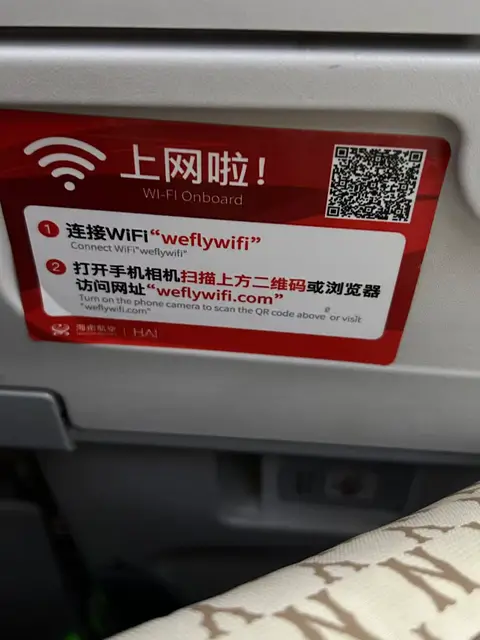 上网啦！
WI-FI Onboard
1 连接WiFi“weflywifi”
Connect WiFi"weflywifi"
2 打开手机相机扫描上方二维码或浏览器
访问网址“weflywifi.com”
Turn on the phone camera to scan the QR code above or visit
"weflywifi.com"
海南航空 | HAI